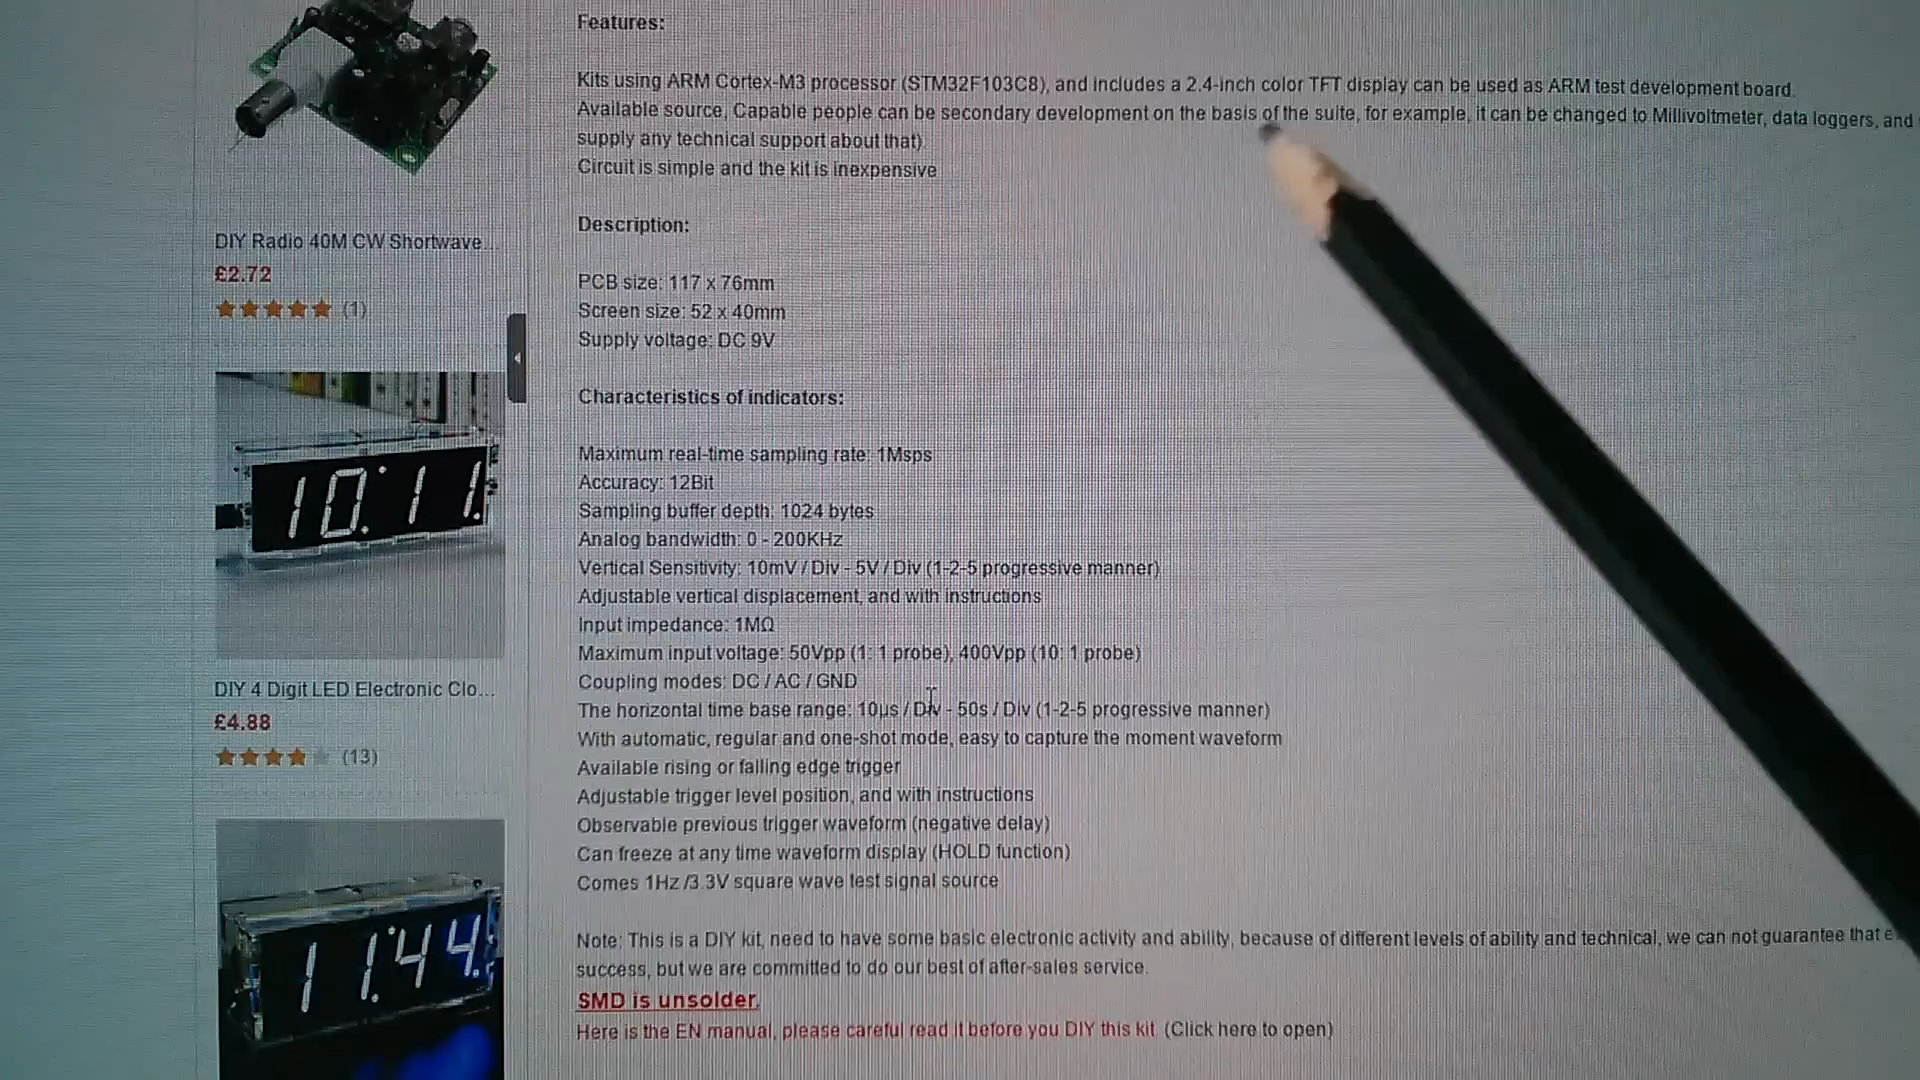 DIY Radio 40M CW Shortwave...
£2.72
(1)
10:11.
DIY 4 Digit LED Electronic Clo...
£4.88
(13)
11:44.
Features:
Kits using ARM Cortex-M3 processor (STM32F103C8), and includes a 2.4-inch color TFT display can be used as ARM test development board.
Available source, Capable people can be secondary development on the basis of the suite, for example, it can be changed to Millivoltmeter, data loggers, and
supply any technical support about that).
Circuit is simple and the kit is inexpensive
Description:
PCB size: 117 x 76mm
Screen size: 52 x 40mm
Supply voltage: DC 9V
Characteristics of indicators:
Maximum real-time sampling rate: 1Msps
Accuracy: 12Bit
Sampling buffer depth: 1024 bytes
Analog bandwidth: 0 - 200KHz
Vertical Sensitivity: 10mV / Div - 5V / Div (1-2-5 progressive manner)
Adjustable vertical displacement, and with instructions
Input impedance: 1MΩ
Maximum input voltage: 50Vpp (1: 1 probe), 400Vpp (10: 1 probe)
Coupling modes: DC / AC / GND
The horizontal time base range: 10μs / Div - 50s / Div (1-2-5 progressive manner)
With automatic, regular and one-shot mode, easy to capture the moment waveform
Available rising or falling edge trigger
Adjustable trigger level position, and with instructions
Observable previous trigger waveform (negative delay)
Can freeze at any time waveform display (HOLD function)
Comes 1Hz /3.3V square wave test signal source
Note: This is a DIY kit, need to have some basic electronic activity and ability, because of different levels of ability and technical, we can not guarantee that
success, but we are committed to do our best of after-sales service.
SMD is unsolder.
Here is the EN manual, please careful read it before you DIY this kit. (Click here to open)